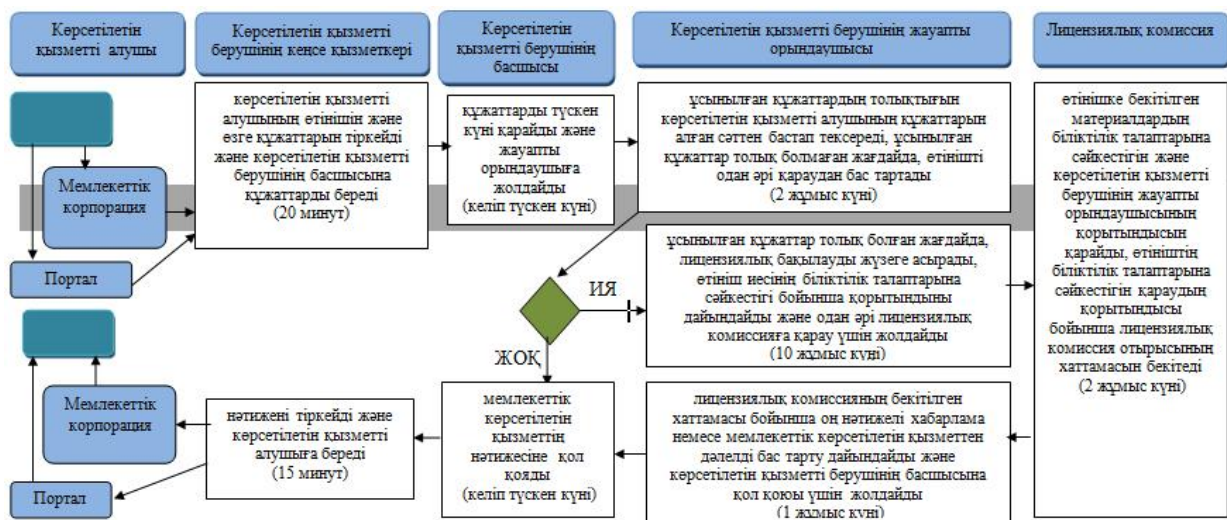 Көрсетілетін
қызметті алушы
Көрсетілетін қызметті
берушінің кеңсе қызметкері
Көрсетілетін
қызметті берушінің
басшысы
Көрсетілетін қызметті берушінің жауапты
орындаушысы
Лицензиялық комиссия
Мемлекеттік
корпорация
Портал
көрсетілетін қызметті
алушының өтінішін және
өзге құжаттарын тіркейді
және көрсетілетін қызметті
берушінің басшысына
құжаттарды береді
(20 минут)
құжаттарды түскен
күні қарайды және
жауапты
орындаушыға
жолдайды
(келіп түскен күні)
ұсынылған құжаттардың толықтығын
көрсетілетін қызметті алушының құжаттарын
алған сәттен бастап тексереді, ұсынылған
құжаттар толық болмаған жағдайда, өтінішті
одан әрі қараудан бас тартады
(2 жұмыс күні)
ИЯ
ЖОҚ
ұсынылған құжаттар толық болған жағдайда,
лицензиялық бақылауды жүзеге асырады,
өтініш иесінің біліктілік талаптарына
сәйкестігі бойынша қорытындыны
дайындайды және одан әрі лицензиялық
комиссияға қарау үшін жолдайды
(10 жұмыс күні)
өтінішке бекітілген
материалдардың
біліктілік талаптарына
сәйкестігін және
көрсетілетін қызметті
берушінің жауапты
орындаушысының
қорытындысын
қарайды, өтініштің
біліктілік талаптарына
сәйкестігін қараудың
қорытындысы
бойынша лицензиялық
комиссия отырысының
хаттамасын бекітеді
(2 жұмыс күні)
лицензиялық комиссияның бекітілген
хаттамасы бойынша оң нәтижелі хабарлама
немесе мемлекеттік көрсетілетін қызметтен
дәлелді бас тарту дайындайды және
көрсетілетін қызметті берушінің басшысына
қол қоюы үшін жолдайды
(1 жұмыс күні)
мемлекеттік
көрсетілетін
қызметтің
нәтижесіне қол
қояды
(келіп түскен күні)
нәтижені тіркейді және
көрсетілетін қызметті
алушыға береді
(15 минут)
Мемлекеттік
корпорация
Портал